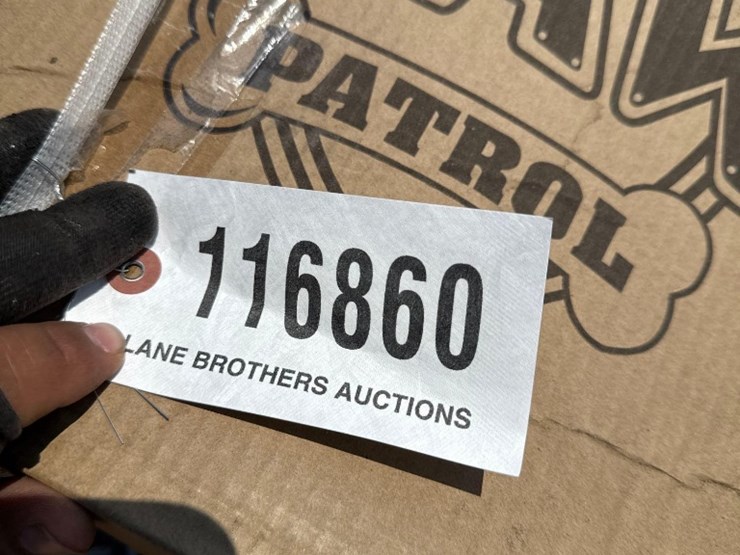 PATROL
116860
LANE BROTHERS AUCTIONS